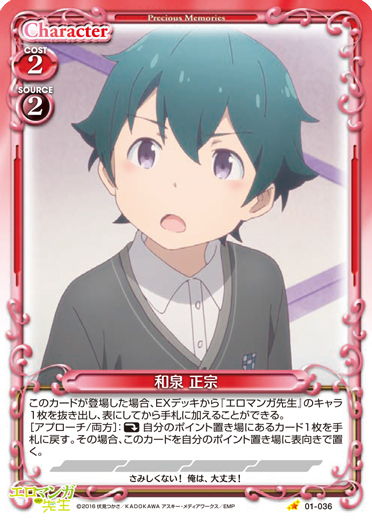 Precious Memories
Character
COST
2
SOURCE
2
和泉 正宗
このカードが登場した場合、EXデッキから『エロマンガ先生』のキャラ
1枚を抜き出し、表にしてから手札に加えることができる。
[アプローチ/両方]: 自分のポイント置き場にあるカード1枚を手
札に戻す。その場合、このカードを自分のポイント置き場に表向きで置
く。
さみしくない! 俺は、大丈夫!
エロマンガ
先生
©2016 伏見つかさ/KADOKAWA アスキー・メディアワークス/EMP
01-036